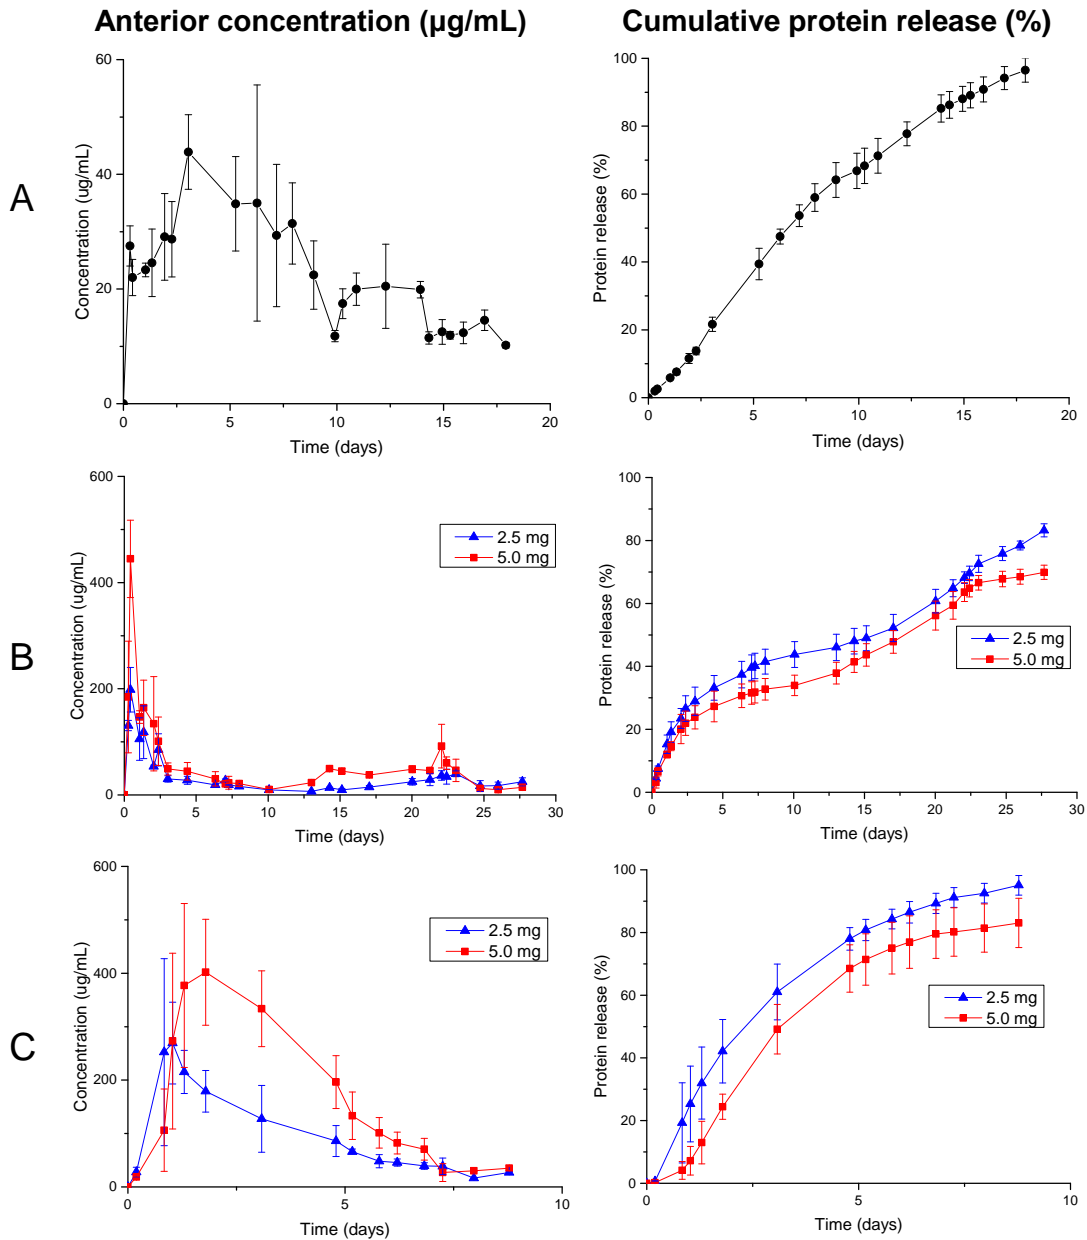 Anterior concentration (µg/mL)
Cumulative protein release (%)
A
60
40
20
0
Concentration (ug/mL)
0 5 10 15 20
Time (days)
100
80
60
40
20
0
Protein release (%)
0 5 10 15 20
Time (days)
B
600
400
200
0
Concentration (ug/mL)
2.5 mg
5.0 mg
0 5 10 15 20 25 30
Time (days)
100
80
60
40
20
0
Protein release (%)
2.5 mg
5.0 mg
0 5 10 15 20 25 30
Time (days)
C
600
400
200
0
Concentration (ug/mL)
2.5 mg
5.0 mg
0 5 10
Time (days)
100
80
60
40
20
0
Protein release (%)
2.5 mg
5.0 mg
0 5 10
Time (days)